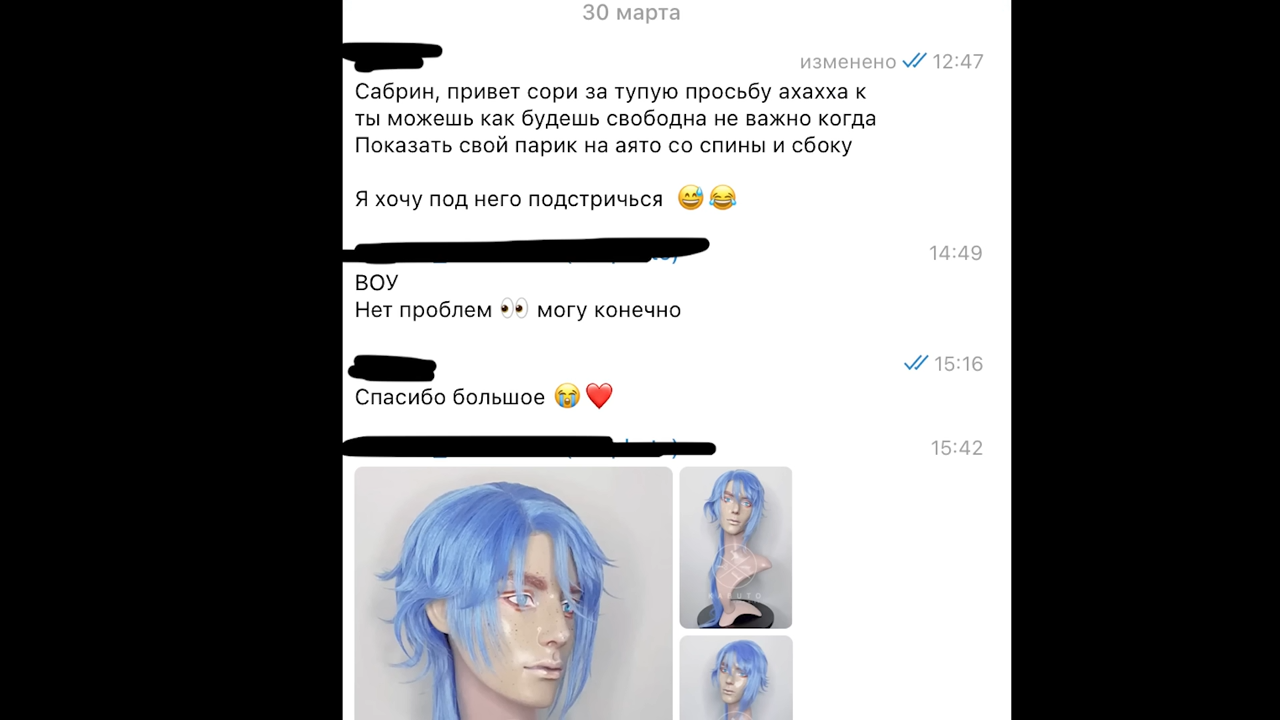 30 марта
изменено 12:47
Сабрин, привет сори за тупую просьбу ахахха к
ты можешь как будешь свободна не важно когда
Показать свой парик на аято со спины и сбоку
Я хочу под него подстричься 😅😂
14:49
ВОУ
Нет проблем 👀 могу конечно
15:16
Спасибо большое 😭❤️
15:42